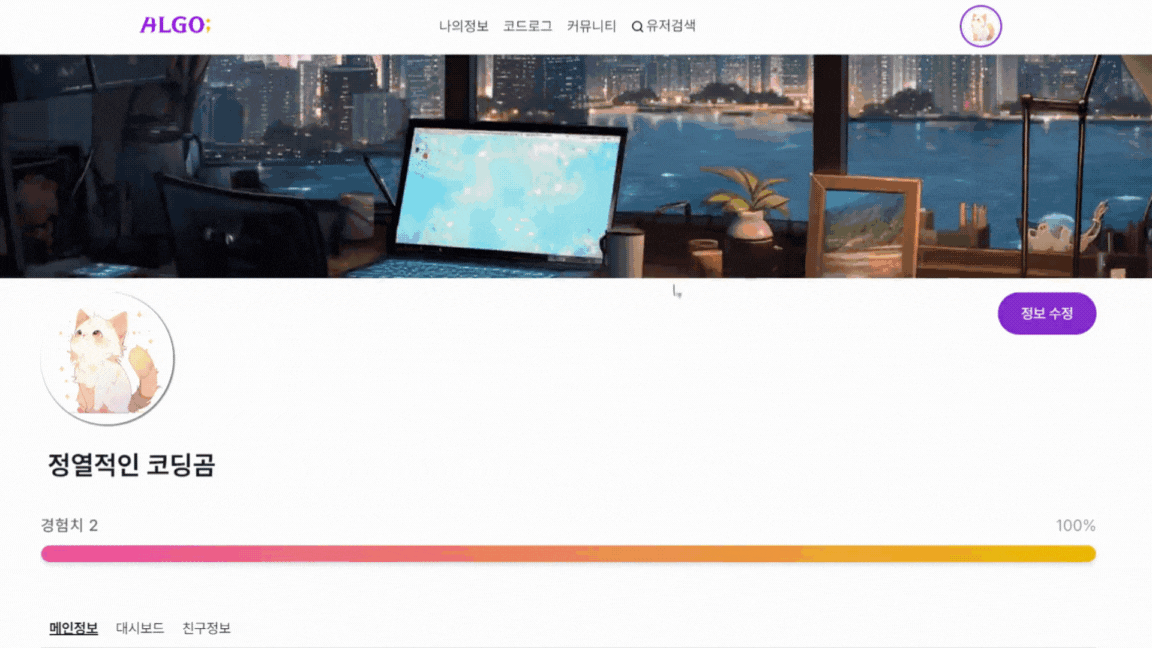 ALGO;
나의정보 코드로그 커뮤니티 유저검색
정보 수정
정열적인 코딩곰
경험치 2
100%
메인정보 대시보드 친구정보